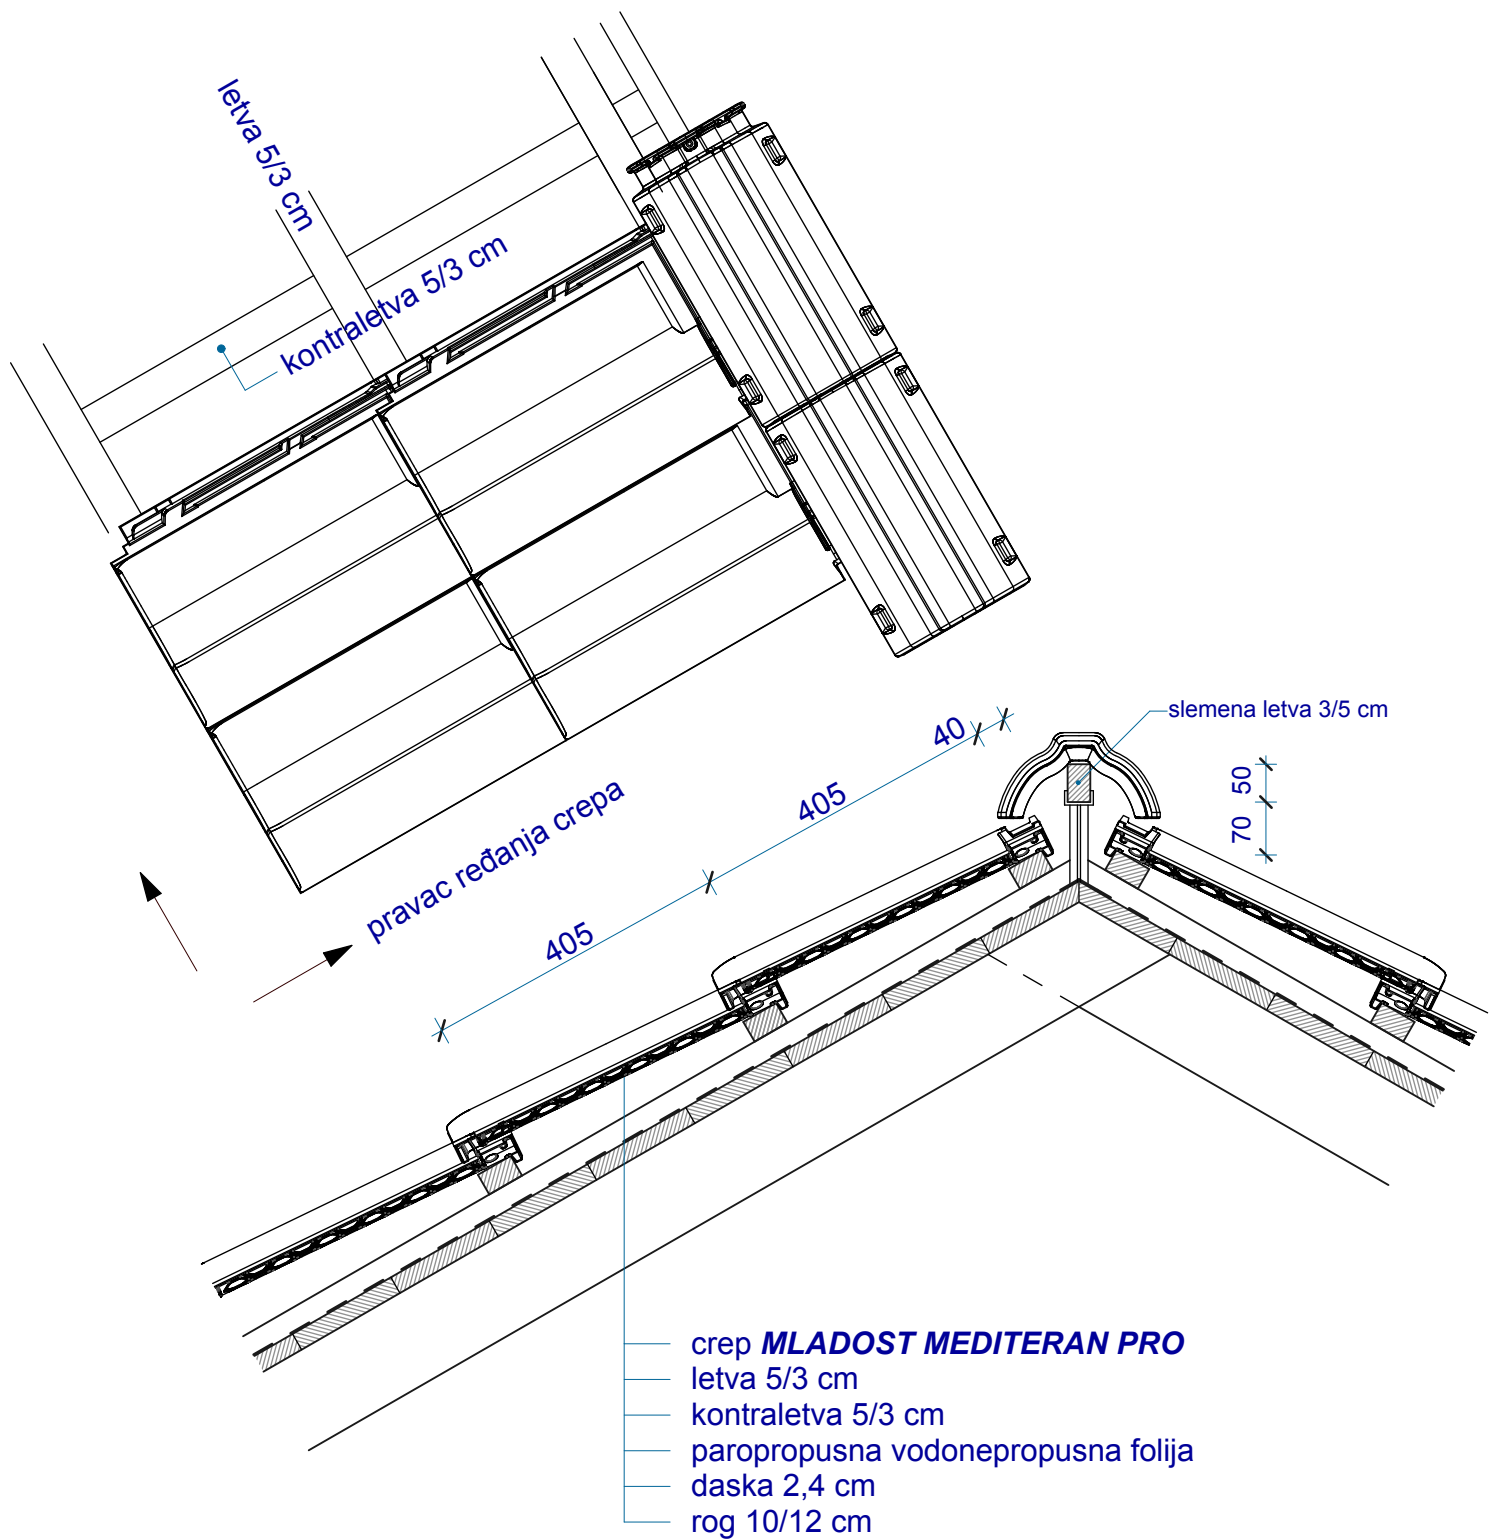 letva 5/3 cm
kontraletva 5/3 cm
slemena letva 3/5 cm
40
50
405
70
pravac ređanja crepa
405
crep MLADOST MEDITERAN PRO
letva 5/3 cm
kontraletva 5/3 cm
paropropusna vodonepropusna folija
daska 2,4 cm
rog 10/12 cm